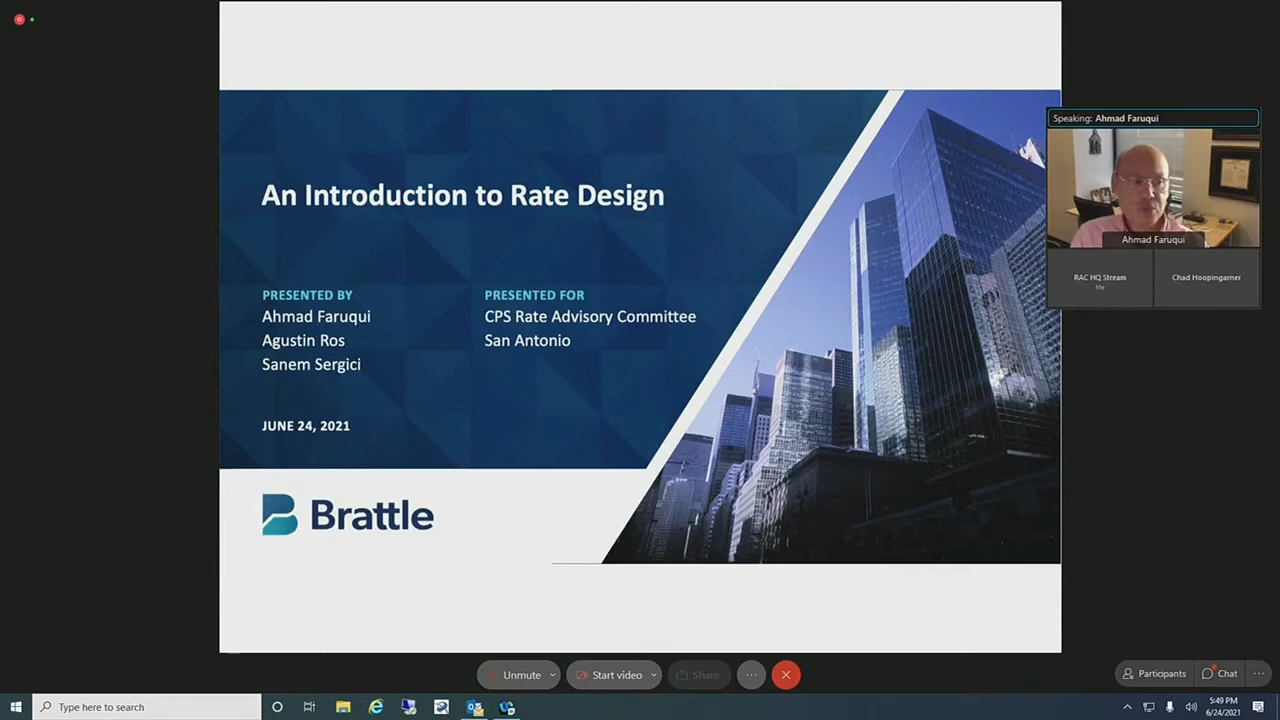 An Introduction to Rate Design
PRESENTED BY
Ahmad Faruqui
Agustin Ros
Sanem Sergici
PRESENTED FOR
CPS Rate Advisory Committee
San Antonio
JUNE 24, 2021
Brattle
Speaking: Ahmad Faruqui
Ahmad Faruqui
RAC HQ Stream
Me
Chad Hoopingarner
Unmute
Start video
Share
Participants
Chat
Type here to search
5:49 PM
6/24/2021